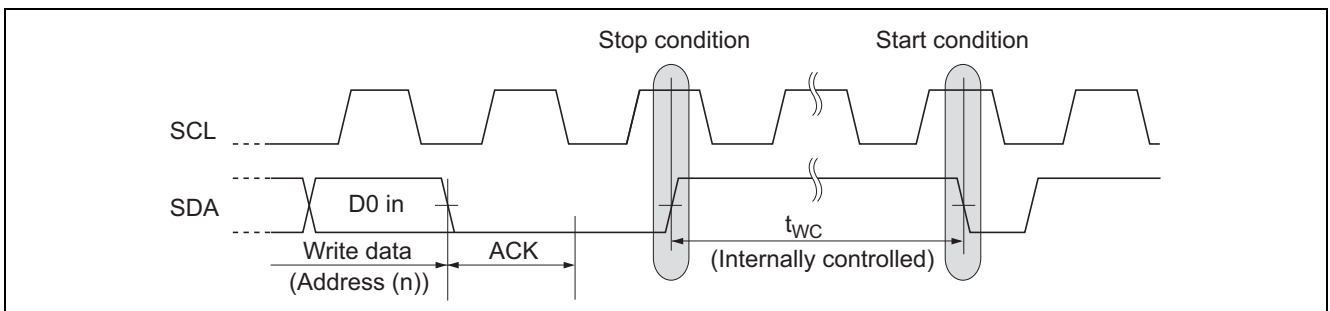 Stop condition
Start condition
SCL
SDA
D0 in
Write data
(Address (n))
ACK
tWC
(Internally controlled)